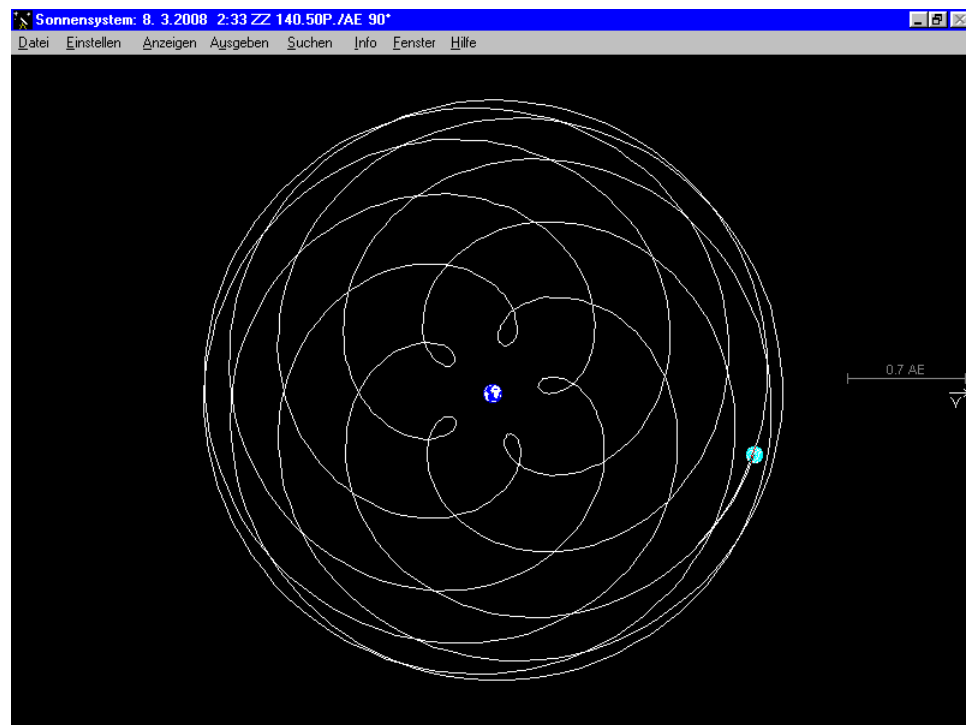 Sonnensystem: 8. 3.2008 2:33 ZZ 140.50P./AE 90°
Datei Einstellen Anzeigen Ausgeben Suchen Info Fenster Hilfe
0.7 AE